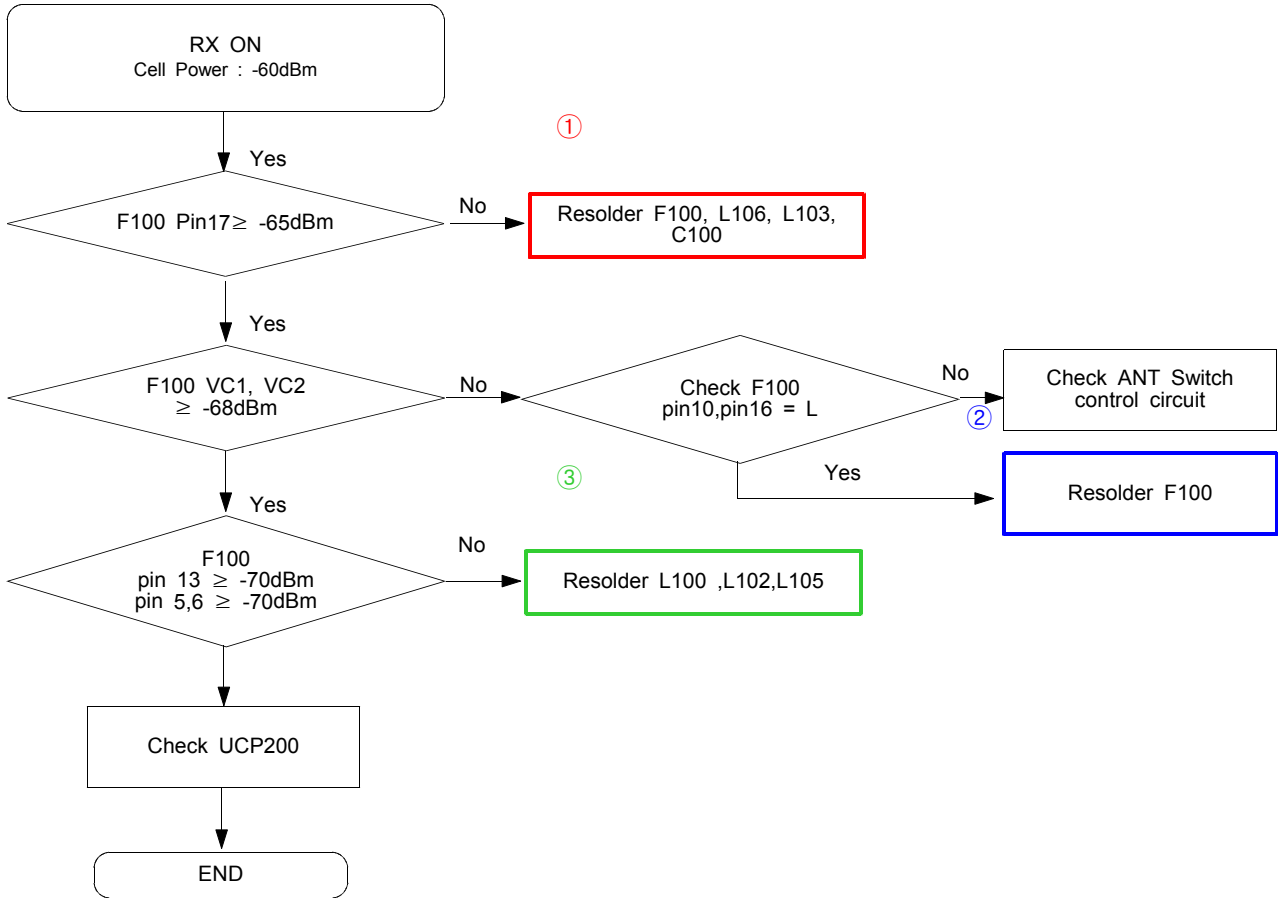 RX ON
Cell Power : -60dBm
①
Yes
F100 Pin17≥ -65dBm
No
Resolder F100, L106, L103,
C100
Yes
F100 VC1, VC2
≥ -68dBm
No
Check F100
pin10,pin16 = L
No
②
Check ANT Switch
control circuit
Yes
Resolder F100
③
Yes
F100
pin 13 ≥ -70dBm
pin 5,6 ≥ -70dBm
No
Resolder L100 ,L102,L105
Check UCP200
END